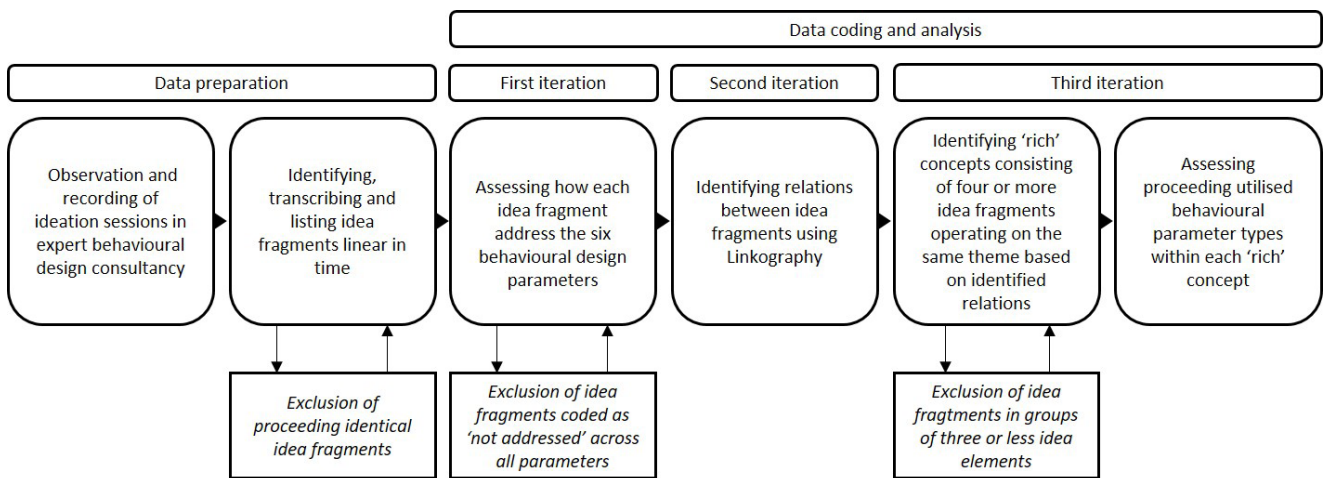 Data coding and analysis
Data preparation
First iteration
Second iteration
Third iteration
Observation and
recording of
ideation sessions in
expert behavioural
design consultancy
Identifying,
transcribing and
listing idea
fragments linear in
time
Assessing how each
idea fragment
address the six
behavioural design
parameters
Identifying relations
between idea
fragments using
Linkography
Identifying ‘rich’
concepts consisting
of four or more
idea fragments
operating on the
same theme based
on identified
relations
Assessing
proceeding utilised
behavioural
parameter types
within each ‘rich’
concept
Exclusion of
proceeding identical
idea fragments
Exclusion of idea
fragments coded as
‘not addressed’ across
all parameters
Exclusion of idea
fragtments in groups
of three or less idea
elements